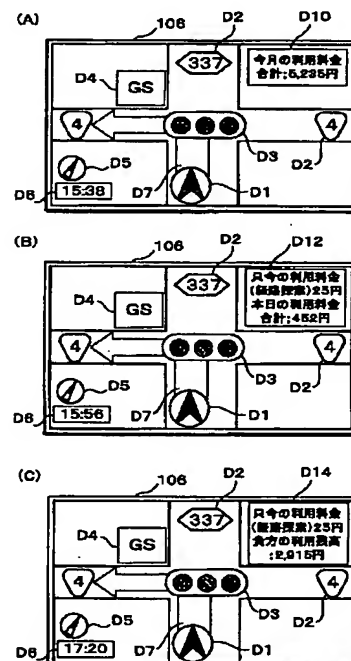 (A)
106
D2
D10
D4
GS
337
今月の利用料金
合計;5,235円
4
4
D5
D3
D2
D6
15:38
D7
D1
(B)
106
D2
D12
D4
GS
337
只今の利用料金
(経路探索)25円
本日の利用料金
合計;452円
4
4
D5
D3
D2
D6
15:56
D7
D1
(C)
106
D2
D14
D4
GS
337
只今の利用料金
(経路探索)25円
貴方の利用残高
;2,915円
4
4
D5
D3
D2
D6
17:20
D7
D1